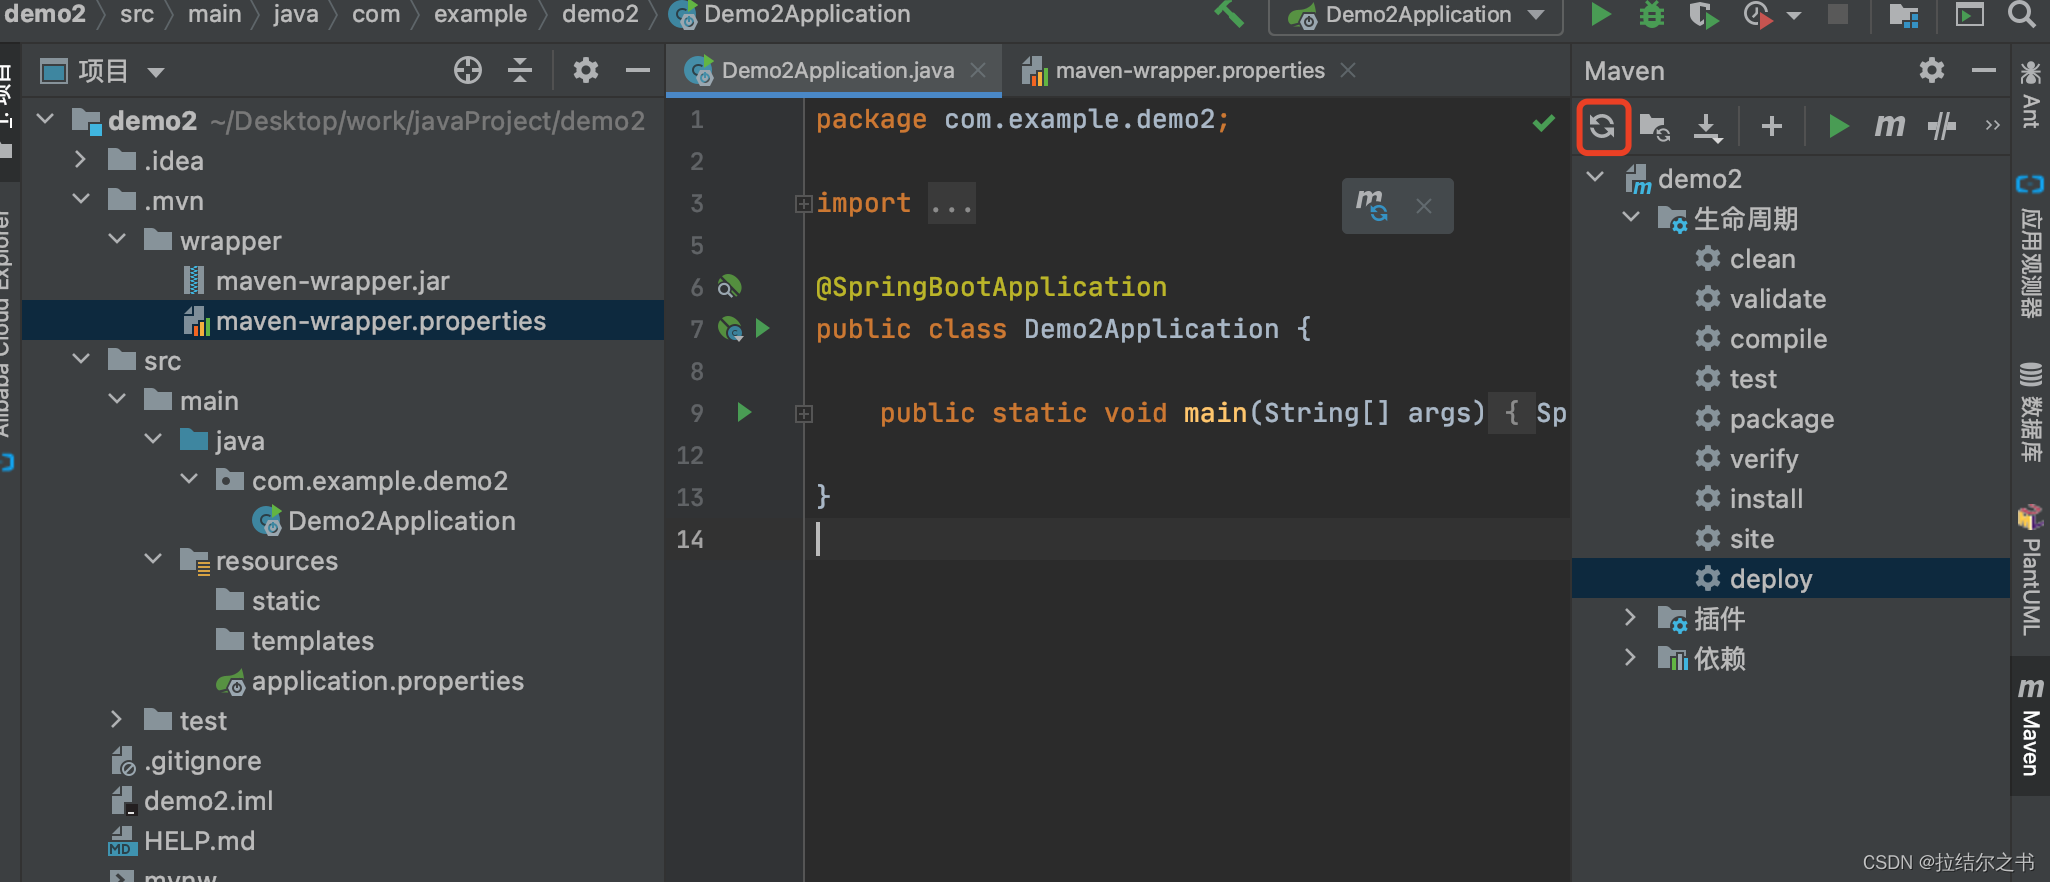 demo2 src main java com example demo2 Demo2Application
Demo2Application
项目
Demo2Application.java
maven-wrapper.properties
Maven
demo2 ~/Desktop/work/javaProject/demo2
.idea
.mvn
wrapper
maven-wrapper.jar
maven-wrapper.properties
src
main
java
com.example.demo2
Demo2Application
resources
static
templates
application.properties
test
.gitignore
demo2.iml
HELP.md
mvnw
1 package com.example.demo2;
2
3 import ...
5
6 @SpringBootApplication
7 public class Demo2Application {
8
9 public static void main(String[] args) { Sp
12
13 }
14
demo2
生命周期
clean
validate
compile
test
package
verify
install
site
deploy
插件
依赖
Ant
应用观测器
数据库
PlantUML
Maven
项目
Alibaba Cloud Explorer
CSDN @拉结尔之书